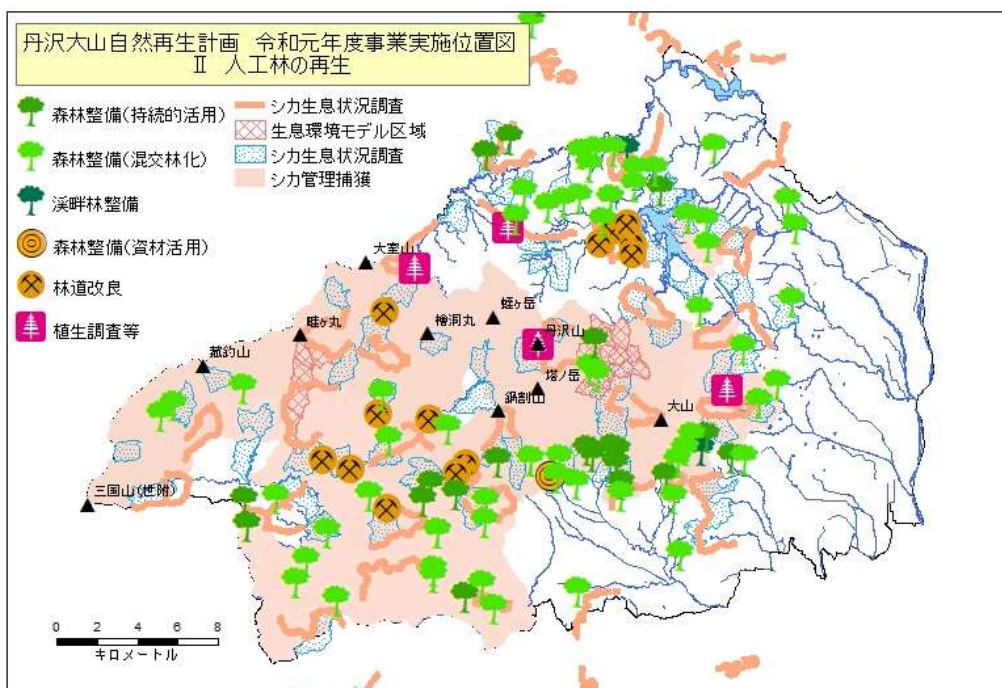 丹沢大山自然再生計画 令和元年度事業実施位置図
Ⅱ 人工林の再生
森林整備(持続的活用)
森林整備(混交林化)
渓畔林整備
森林整備(資材活用)
林道改良
植生調査等
シカ生息状況調査
生息環境モデル区域
シカ生息状況調査
シカ管理捕獲
大室山
畦ヶ丸
菰釣山
檜洞丸
蛭ヶ岳
丹沢山
塔ノ岳
鍋割山
大山
三国山(世附)
0 2 4 6 8
キロメートル